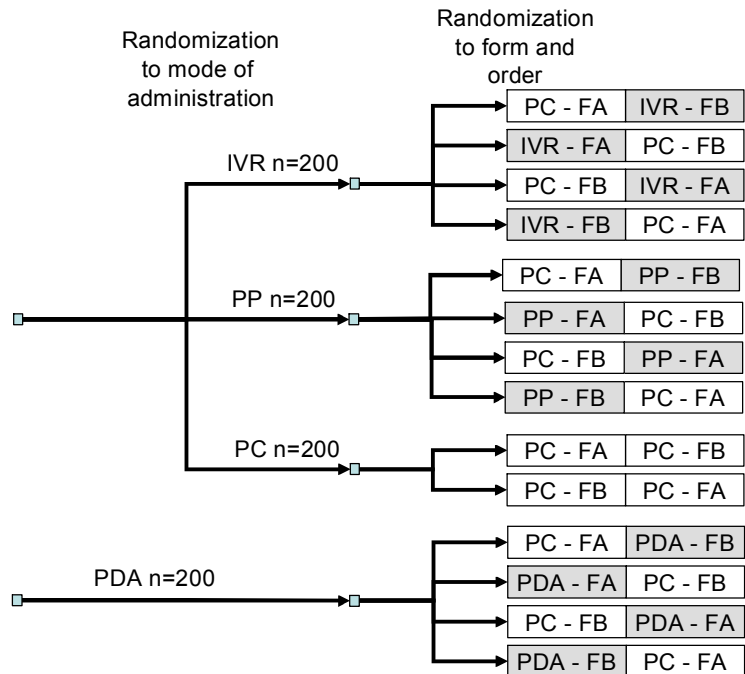 Randomization
to mode of
administration
Randomization
to form and
order
IVR n=200
PC - FA IVR - FB
IVR - FA PC - FB
PC - FB IVR - FA
IVR - FB PC - FA
PP n=200
PC - FA PP - FB
PP - FA PC - FB
PC - FB PP - FA
PP - FB PC - FA
PC n=200
PC - FA PC - FB
PC - FB PC - FA
PDA n=200
PC - FA PDA - FB
PDA - FA PC - FB
PC - FB PDA - FA
PDA - FB PC - FA